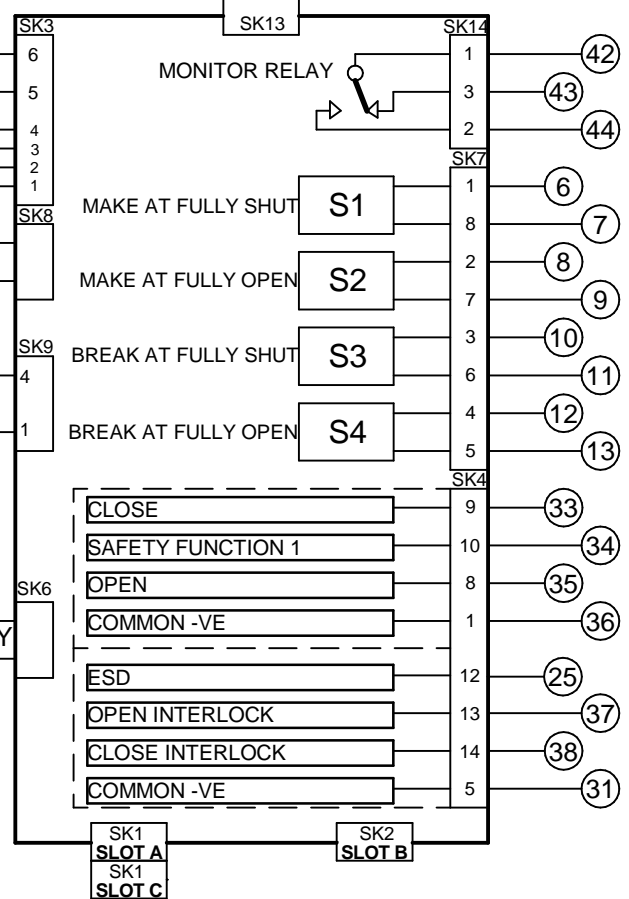 SK3
SK13
SK14
6
MONITOR RELAY
1
42
5
3
43
4
2
44
3
2
1
SK7
MAKE AT FULLY SHUT
S1
1
6
SK8
8
7
MAKE AT FULLY OPEN
S2
2
8
7
9
SK9
BREAK AT FULLY SHUT
S3
3
10
4
6
11
1
BREAK AT FULLY OPEN
S4
4
12
5
13
SK4
CLOSE
9
33
SAFETY FUNCTION 1
10
34
SK6
OPEN
8
35
COMMON -VE
1
36
Y
ESD
12
25
OPEN INTERLOCK
13
37
CLOSE INTERLOCK
14
38
COMMON -VE
5
31
SK1
SLOT A
SK2
SLOT B
SK1
SLOT C